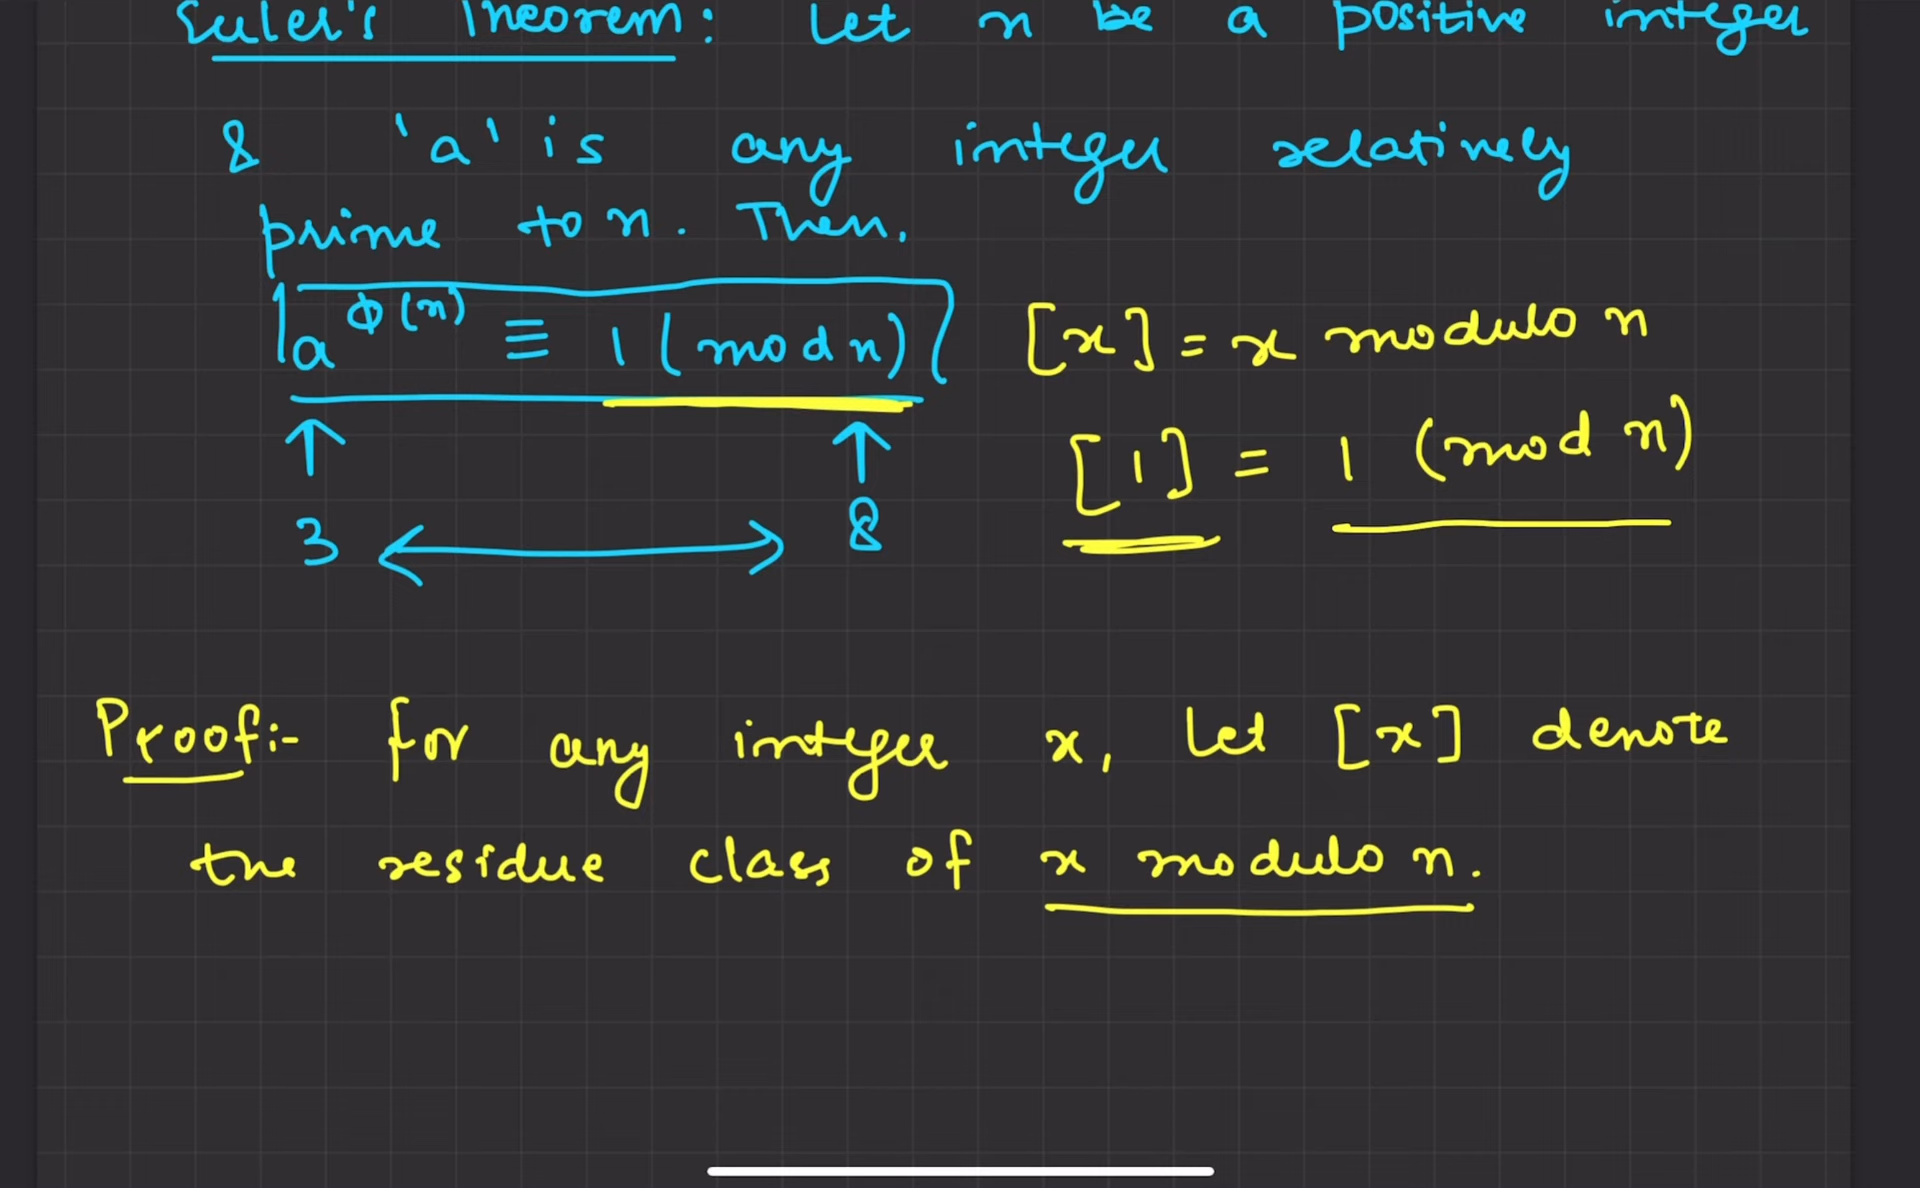 Euler's Theorem: Let n be a positive integer
& 'a' is any integer relatively
prime to n. Then,
a^ϕ(n) ≡ 1 (mod n)
[x] = x modulo n
[1] = 1 (mod n)
3 ⟷ 8
Proof:- for any integer x, Let [x] denote
the residue class of x modulo n.